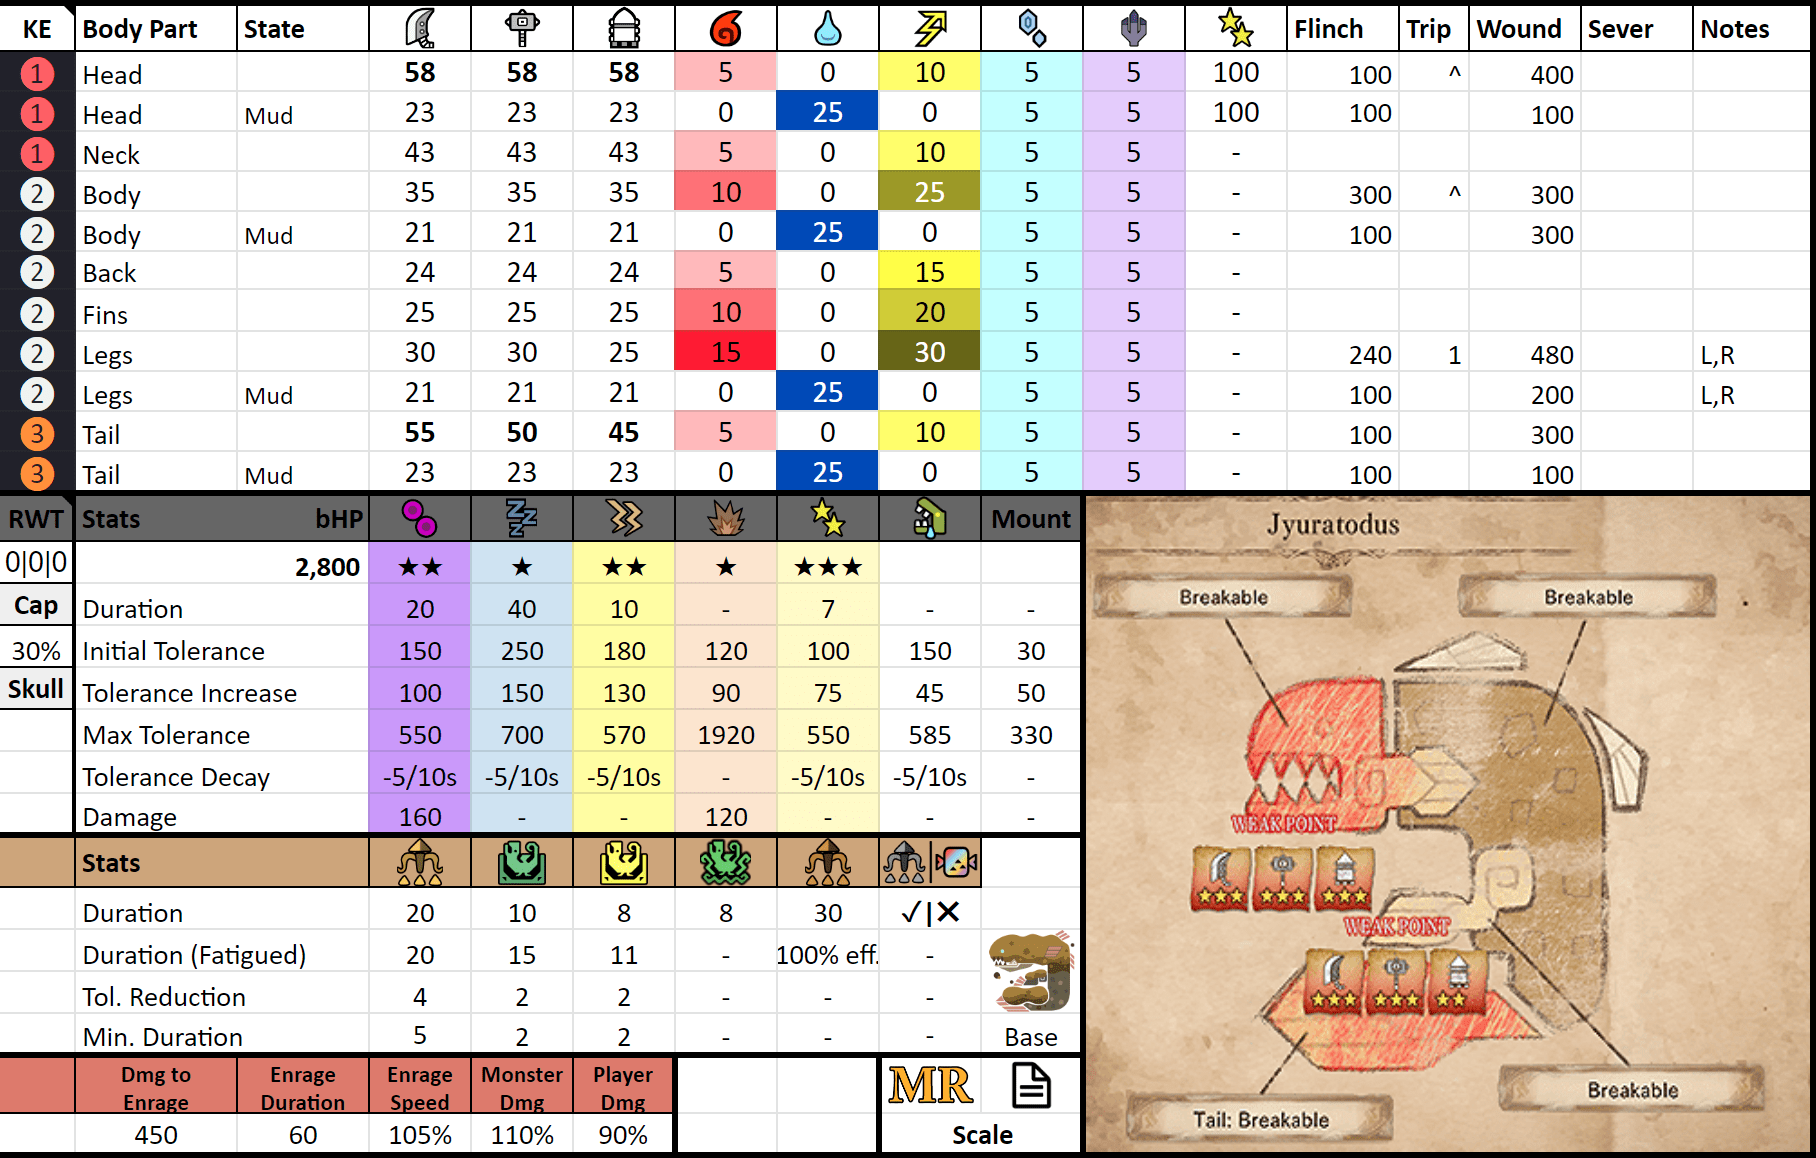 KE Body Part State Flinch Trip Wound Sever Notes
1 Head 58 58 58 5 0 10 5 5 100 100 ^ 400
1 Head Mud 23 23 23 0 25 0 5 5 100 100 100
1 Neck 43 43 43 5 0 10 5 5 -
2 Body 35 35 35 10 0 25 5 5 - 300 ^ 300
2 Body Mud 21 21 21 0 25 0 5 5 - 100 300
2 Back 24 24 24 5 0 15 5 5 -
2 Fins 25 25 25 10 0 20 5 5 -
2 Legs 30 30 25 15 0 30 5 5 - 240 1 480 L,R
2 Legs Mud 21 21 21 0 25 0 5 5 - 100 200 L,R
3 Tail 55 50 45 5 0 10 5 5 - 100 300
3 Tail Mud 23 23 23 0 25 0 5 5 - 100 100
RWT Stats bHP Mount
0|0|0 2,800 ★★ ★ ★★ ★ ★★★
Cap Duration 20 40 10 - 7 - -
30% Initial Tolerance 150 250 180 120 100 150 30
Skull Tolerance Increase 100 150 130 90 75 45 50
Max Tolerance 550 700 570 1920 550 585 330
Tolerance Decay -5/10s -5/10s -5/10s - -5/10s -5/10s -
Damage 160 - - 120 - - -
Stats
Duration 20 10 8 8 30 ✓|✕
Duration (Fatigued) 20 15 11 - 100% eff. -
Tol. Reduction 4 2 2 - - -
Min. Duration 5 2 2 - - - Base
Dmg to Enrage Enrage Duration Enrage Speed Monster Dmg Player Dmg MR
450 60 105% 110% 90% Scale
Jyuratodus
Breakable
Breakable
WEAK POINT
WEAK POINT
Breakable
Tail: Breakable